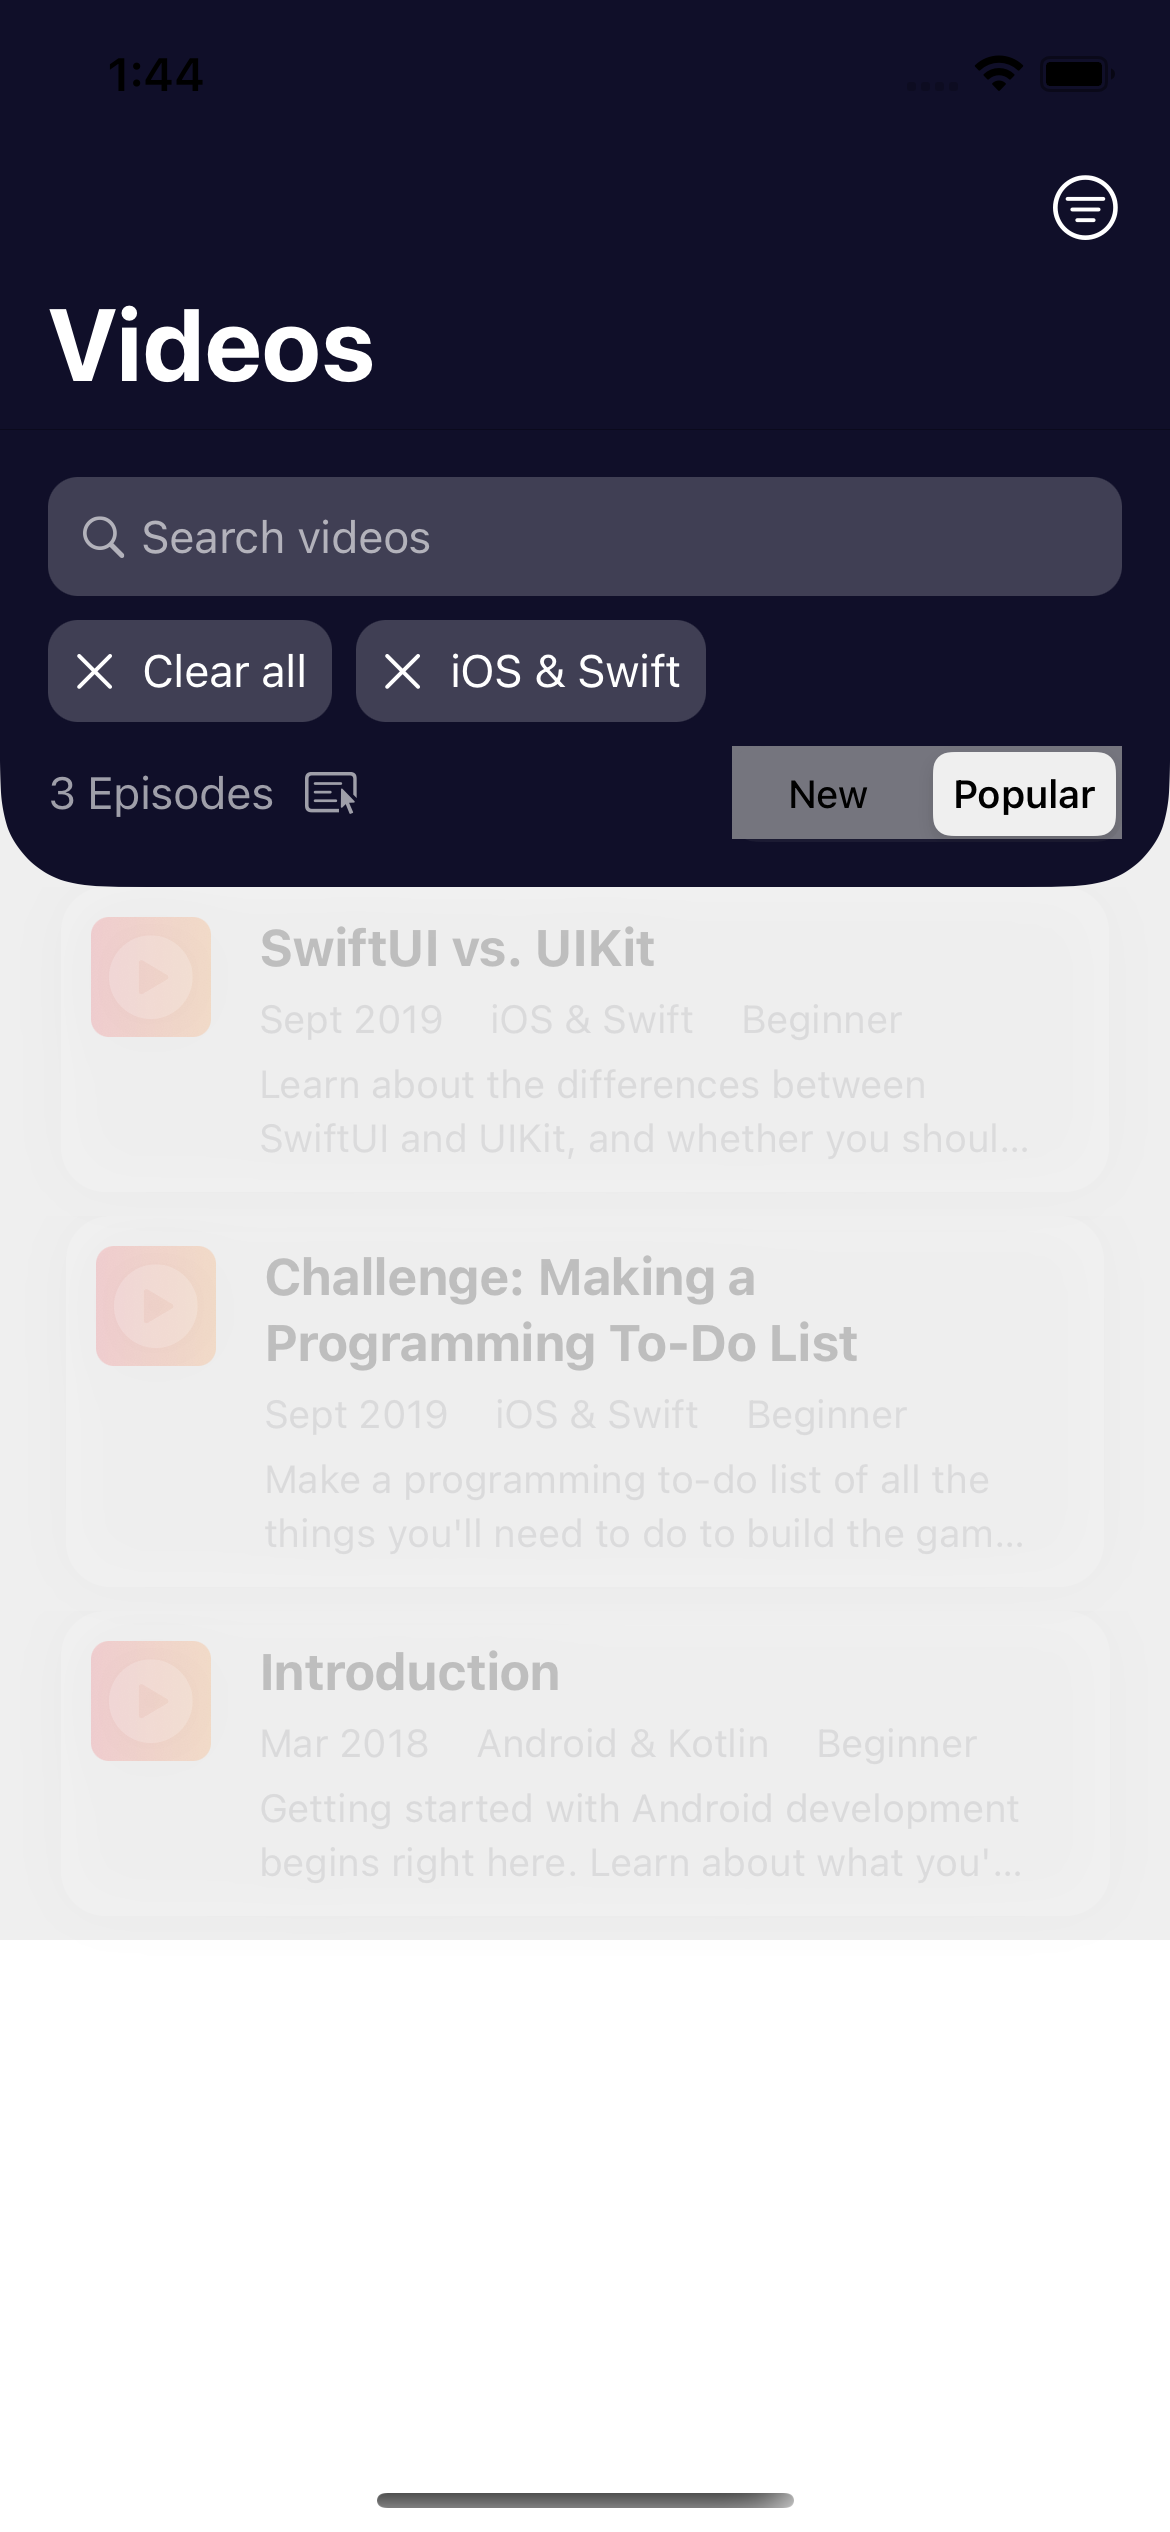 1:44
Videos
Search videos
Clear all
iOS & Swift
3 Episodes
New
Popular
SwiftUI vs. UIKit
Sept 2019 iOS & Swift Beginner
Learn about the differences between
SwiftUI and UIKit, and whether you shoul...
Challenge: Making a
Programming To-Do List
Sept 2019 iOS & Swift Beginner
Make a programming to-do list of all the
things you'll need to do to build the gam...
Introduction
Mar 2018 Android & Kotlin Beginner
Getting started with Android development
begins right here. Learn about what you'...